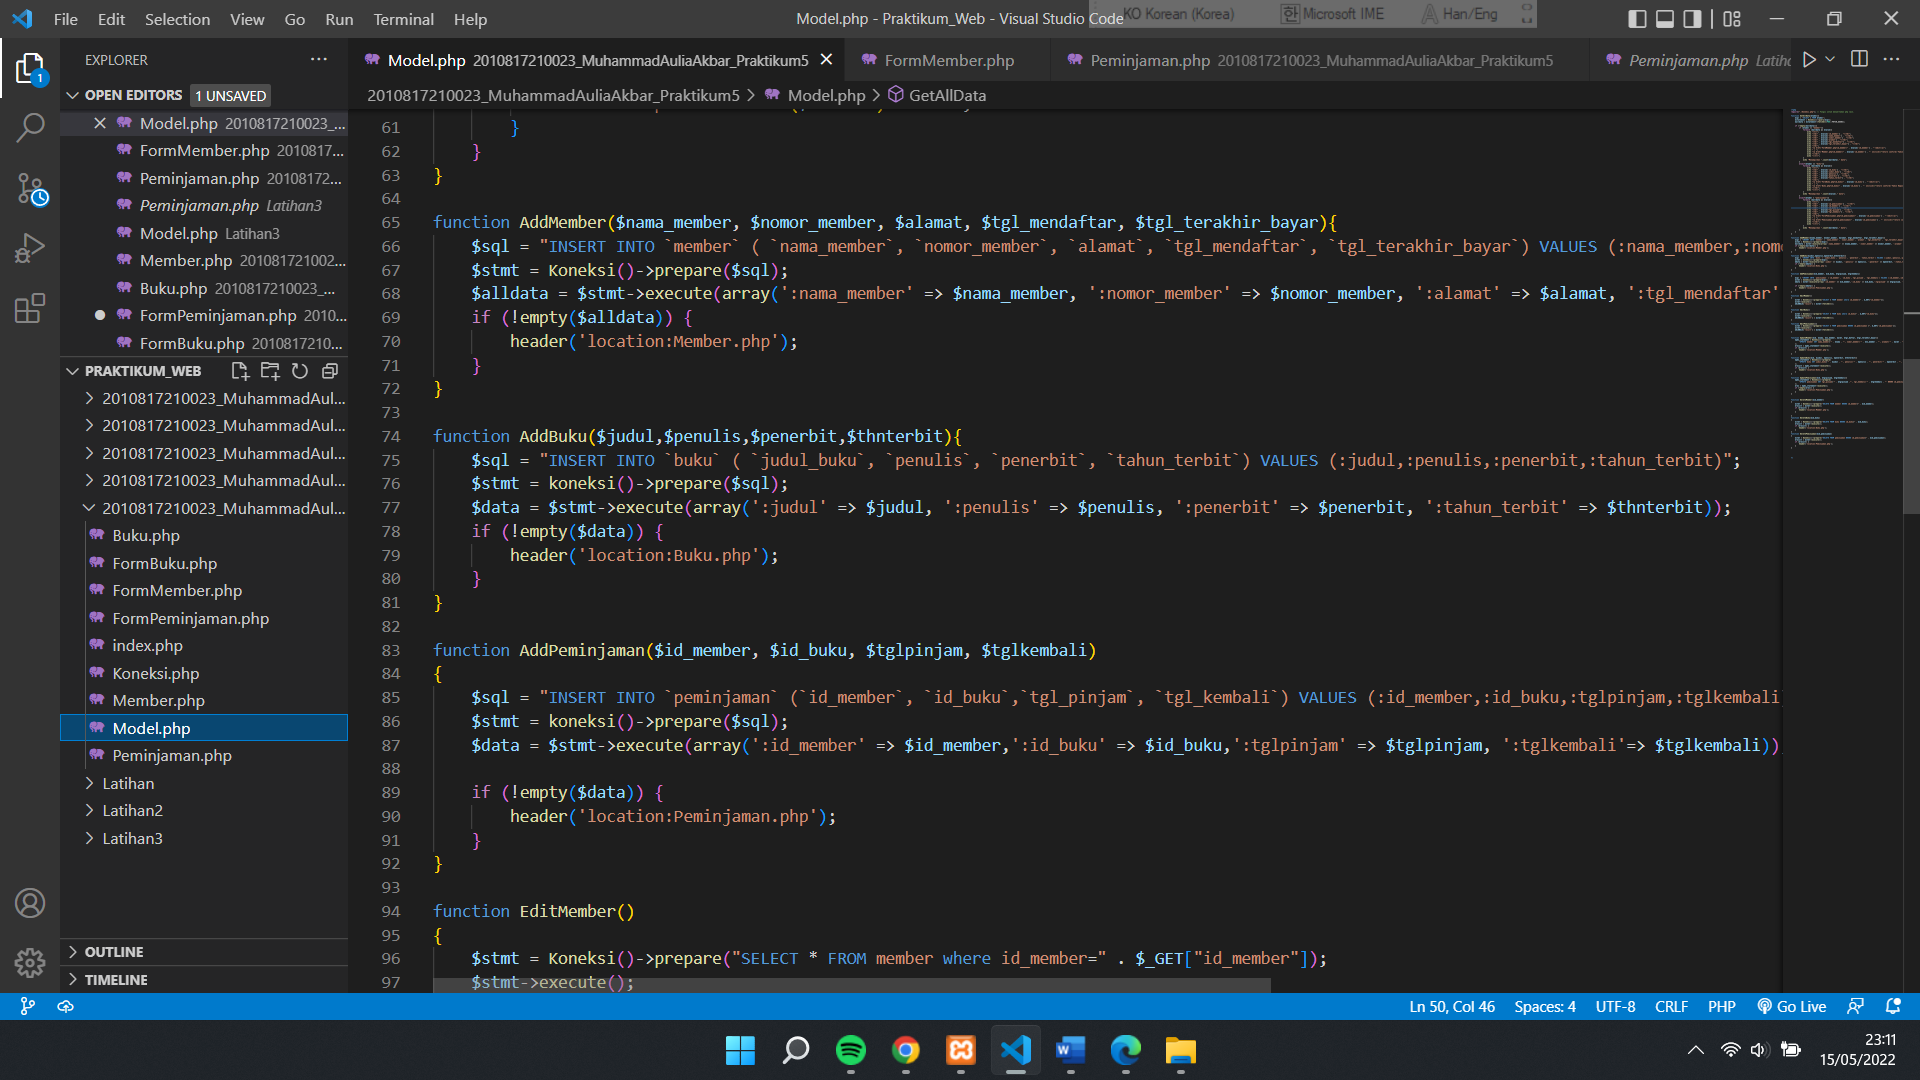 File Edit Selection View Go Run Terminal Help
Model.php - Praktikum_Web - Visual Studio Code
KO Korean (Korea) 한 Microsoft IME A Han/Eng
EXPLORER
OPEN EDITORS 1 UNSAVED
Model.php 2010817210023_...
FormMember.php 2010817...
Peminjaman.php 20108172...
Peminjaman.php Latihan3
Model.php Latihan3
Member.php 201081721002...
Buku.php 2010817210023_...
FormPeminjaman.php 2010...
FormBuku.php 2010817210...
PRAKTIKUM_WEB
2010817210023_MuhammadAul...
2010817210023_MuhammadAul...
2010817210023_MuhammadAul...
2010817210023_MuhammadAul...
2010817210023_MuhammadAul...
Buku.php
FormBuku.php
FormMember.php
FormPeminjaman.php
index.php
Koneksi.php
Member.php
Model.php
Peminjaman.php
Latihan
Latihan2
Latihan3
OUTLINE
TIMELINE
Model.php 2010817210023_MuhammadAuliaAkbar_Praktikum5
FormMember.php
Peminjaman.php 2010817210023_MuhammadAuliaAkbar_Praktikum5
Peminjaman.php
2010817210023_MuhammadAuliaAkbar_Praktikum5 > Model.php > GetAllData
61 }
62 }
63 }
64
65 function AddMember($nama_member, $nomor_member, $alamat, $tgl_mendaftar, $tgl_terakhir_bayar){
66 $sql = "INSERT INTO `member` ( `nama_member`, `nomor_member`, `alamat`, `tgl_mendaftar`, `tgl_terakhir_bayar`) VALUES (:nama_member,:nom
67 $stmt = Koneksi()->prepare($sql);
68 $alldata = $stmt->execute(array(':nama_member' => $nama_member, ':nomor_member' => $nomor_member, ':alamat' => $alamat, ':tgl_mendaftar'
69 if (!empty($alldata)) {
70 header('location:Member.php');
71 }
72 }
73
74 function AddBuku($judul,$penulis,$penerbit,$thnterbit){
75 $sql = "INSERT INTO `buku` ( `judul_buku`, `penulis`, `penerbit`, `tahun_terbit`) VALUES (:judul,:penulis,:penerbit,:tahun_terbit)";
76 $stmt = koneksi()->prepare($sql);
77 $data = $stmt->execute(array(':judul' => $judul, ':penulis' => $penulis, ':penerbit' => $penerbit, ':tahun_terbit' => $thnterbit));
78 if (!empty($data)) {
79 header('location:Buku.php');
80 }
81 }
82
83 function AddPeminjaman($id_member, $id_buku, $tglpinjam, $tglkembali)
84 {
85 $sql = "INSERT INTO `peminjaman` (`id_member`, `id_buku`,`tgl_pinjam`, `tgl_kembali`) VALUES (:id_member,:id_buku,:tglpinjam,:tglkembali
86 $stmt = koneksi()->prepare($sql);
87 $data = $stmt->execute(array(':id_member' => $id_member,':id_buku' => $id_buku,':tglpinjam' => $tglpinjam, ':tglkembali'=> $tglkembali))
88
89 if (!empty($data)) {
90 header('location:Peminjaman.php');
91 }
92 }
93
94 function EditMember()
95 {
96 $stmt = Koneksi()->prepare("SELECT * FROM member where id_member=" . $_GET["id_member"]);
97 $stmt->execute();
Ln 50, Col 46 Spaces: 4 UTF-8 CRLF PHP Go Live
23:11
15/05/2022